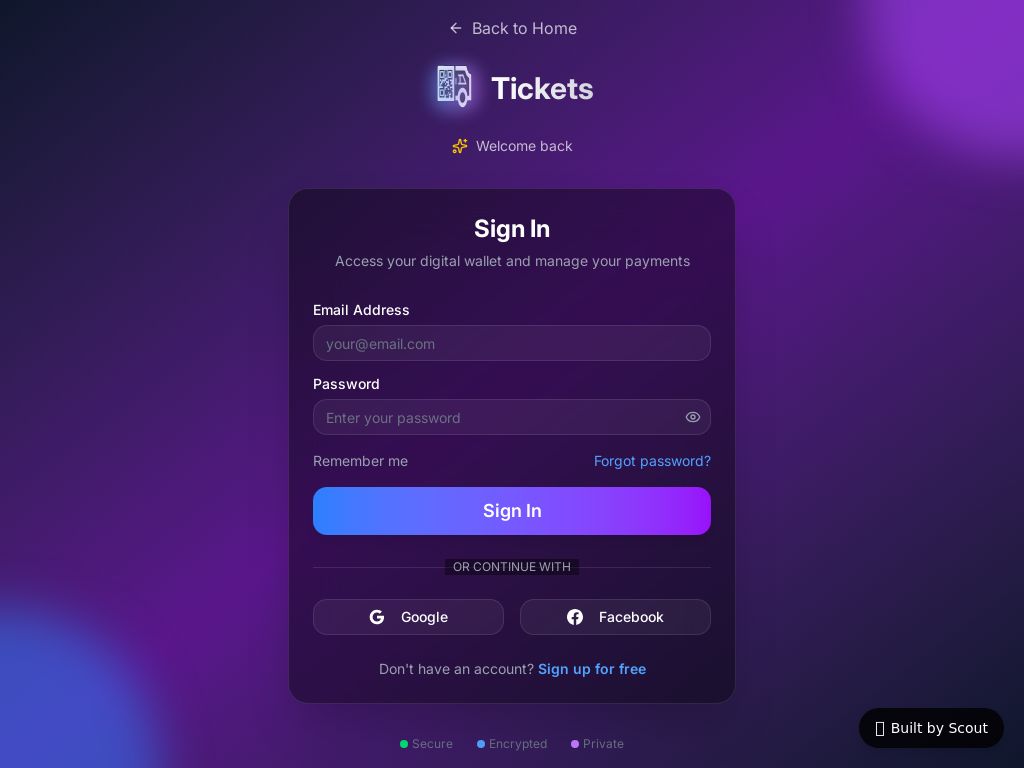 Back to Home
Tickets
Welcome back
Sign In
Access your digital wallet and manage your payments
Email Address
your@email.com
Password
Enter your password
Remember me
Forgot password?
Sign In
OR CONTINUE WITH
Google
Facebook
Don't have an account? Sign up for free
Secure
Encrypted
Private
Built by Scout